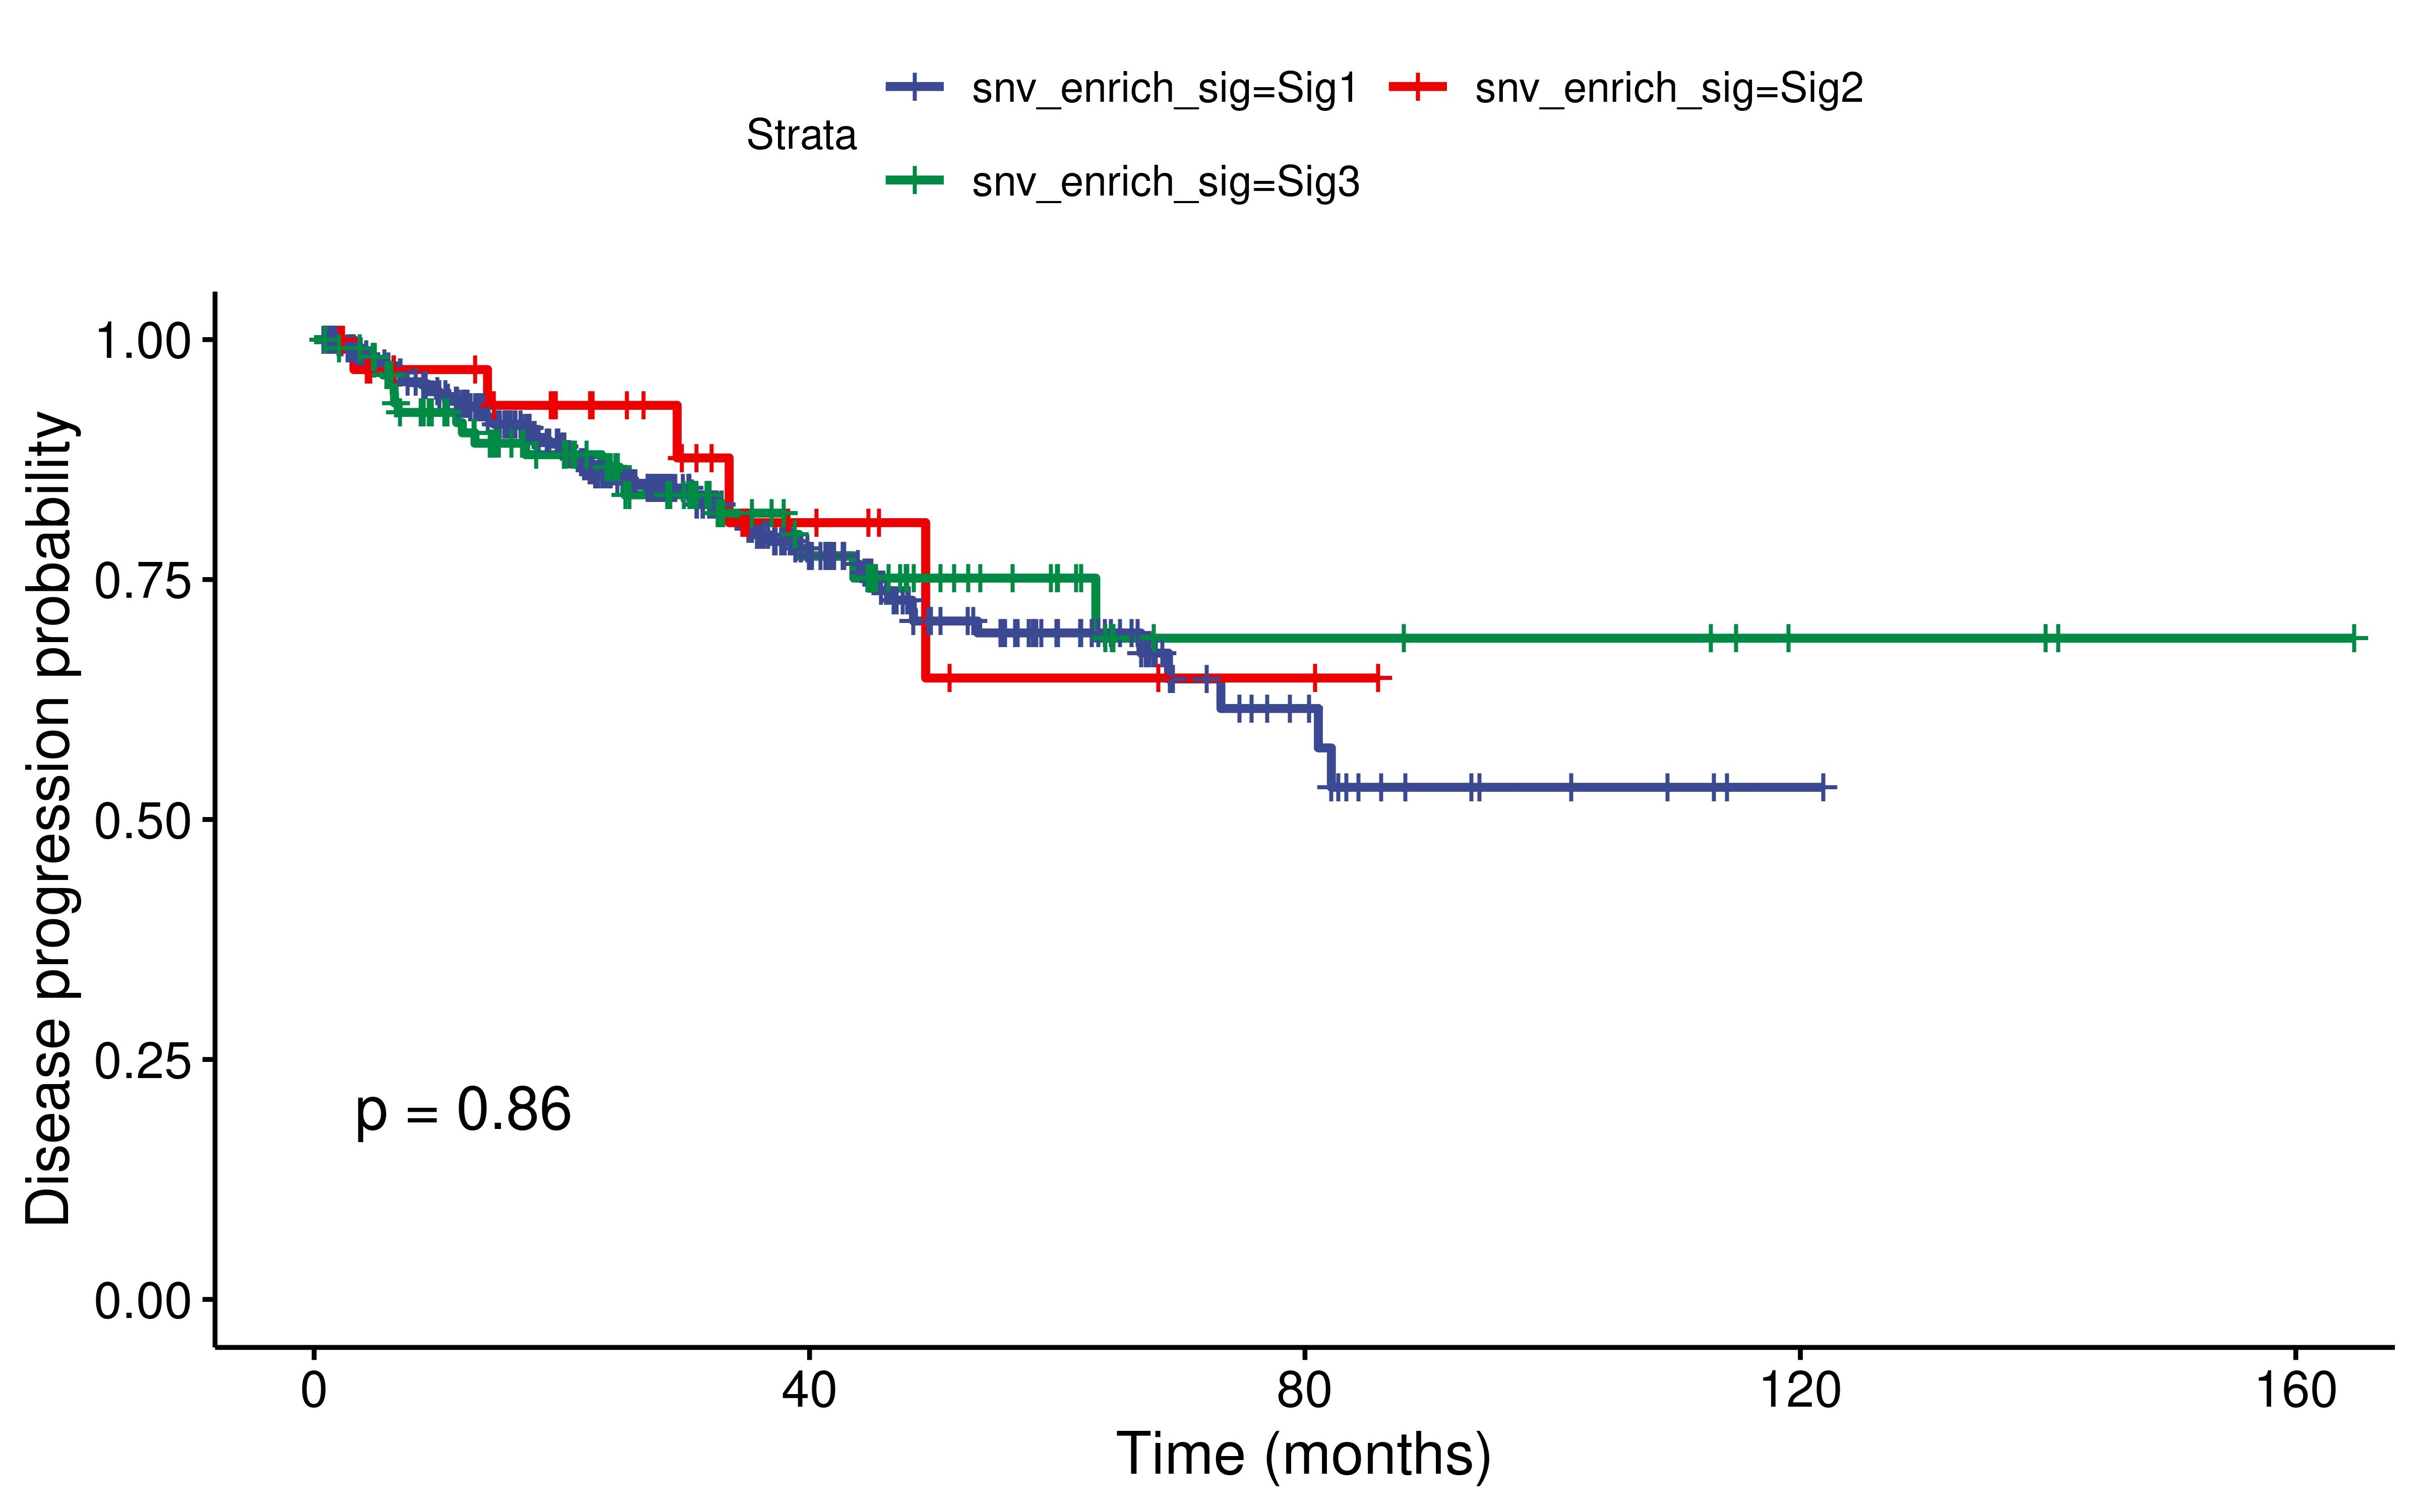 Strata
snv_enrich_sig=Sig1
snv_enrich_sig=Sig2
snv_enrich_sig=Sig3
Disease progression probability
1.00
0.75
0.50
0.25
0.00
p = 0.86
0
40
80
120
160
Time (months)